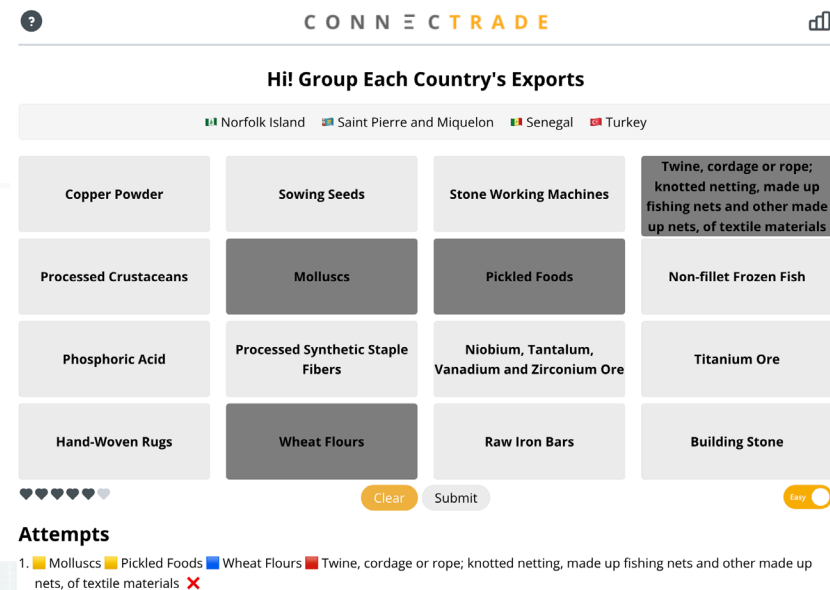 ?
CONNECTRADE
Hi! Group Each Country's Exports
Norfolk Island Saint Pierre and Miquelon Senegal Turkey
Copper Powder
Sowing Seeds
Stone Working Machines
Twine, cordage or rope;
knotted netting, made up
fishing nets and other made
up nets, of textile materials
Processed Crustaceans
Molluscs
Pickled Foods
Non-fillet Frozen Fish
Phosphoric Acid
Processed Synthetic Staple
Fibers
Niobium, Tantalum,
Vanadium and Zirconium Ore
Titanium Ore
Hand-Woven Rugs
Wheat Flours
Raw Iron Bars
Building Stone
Clear
Submit
Easy
Attempts
1. Molluscs Pickled Foods Wheat Flours Twine, cordage or rope; knotted netting, made up fishing nets and other made up
nets, of textile materials